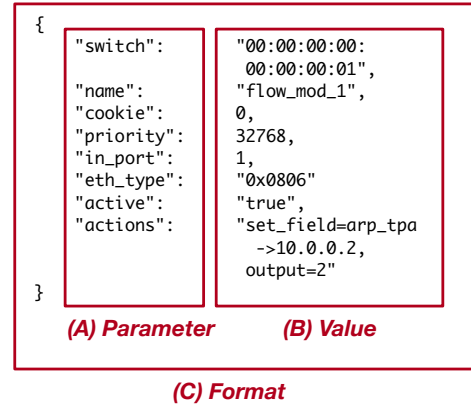 {
"switch": "00:00:00:00:
00:00:00:01",
"name": "flow_mod_1",
"cookie": 0,
"priority": 32768,
"in_port": 1,
"eth_type": "0x0806"
"active": "true",
"actions": "set_field=arp_tpa
->10.0.0.2,
output=2"
}
(A) Parameter (B) Value
(C) Format